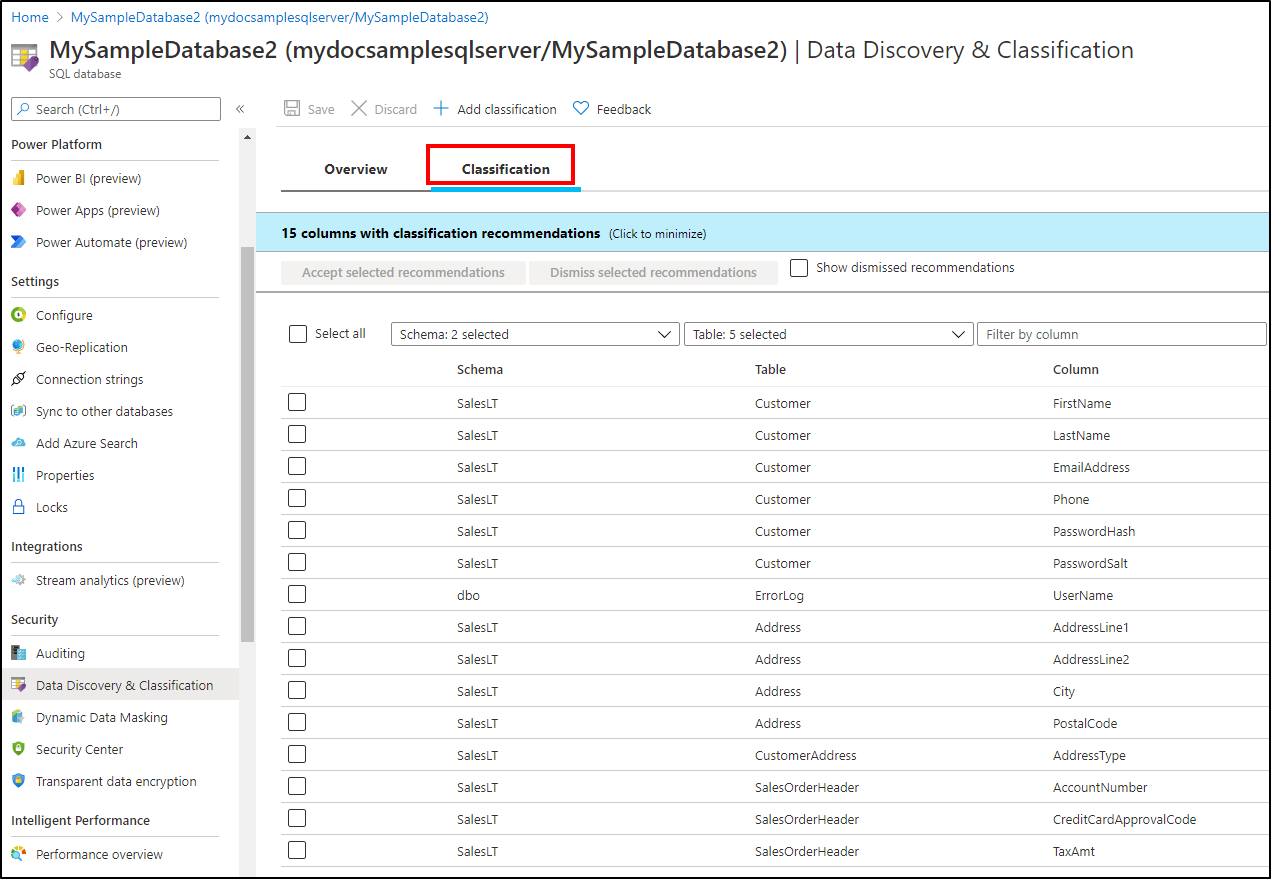 Home > MySampleDatabase2 (mydocsamplesqlserver/MySampleDatabase2)
MySampleDatabase2 (mydocsamplesqlserver/MySampleDatabase2) | Data Discovery & Classification
SQL database
Search (Ctrl+/)
«
Power Platform
Power BI (preview)
Power Apps (preview)
Power Automate (preview)
Settings
Configure
Geo-Replication
Connection strings
Sync to other databases
Add Azure Search
Properties
Locks
Integrations
Stream analytics (preview)
Security
Auditing
Data Discovery & Classification
Dynamic Data Masking
Security Center
Transparent data encryption
Intelligent Performance
Performance overview
Save Discard Add classification Feedback
Overview Classification
15 columns with classification recommendations (Click to minimize)
Accept selected recommendations Dismiss selected recommendations Show dismissed recommendations
Select all Schema: 2 selected Table: 5 selected Filter by column
Schema Table Column
SalesLT Customer FirstName
SalesLT Customer LastName
SalesLT Customer EmailAddress
SalesLT Customer Phone
SalesLT Customer PasswordHash
SalesLT Customer PasswordSalt
dbo ErrorLog UserName
SalesLT Address AddressLine1
SalesLT Address AddressLine2
SalesLT Address City
SalesLT Address PostalCode
SalesLT CustomerAddress AddressType
SalesLT SalesOrderHeader AccountNumber
SalesLT SalesOrderHeader CreditCardApprovalCode
SalesLT SalesOrderHeader TaxAmt